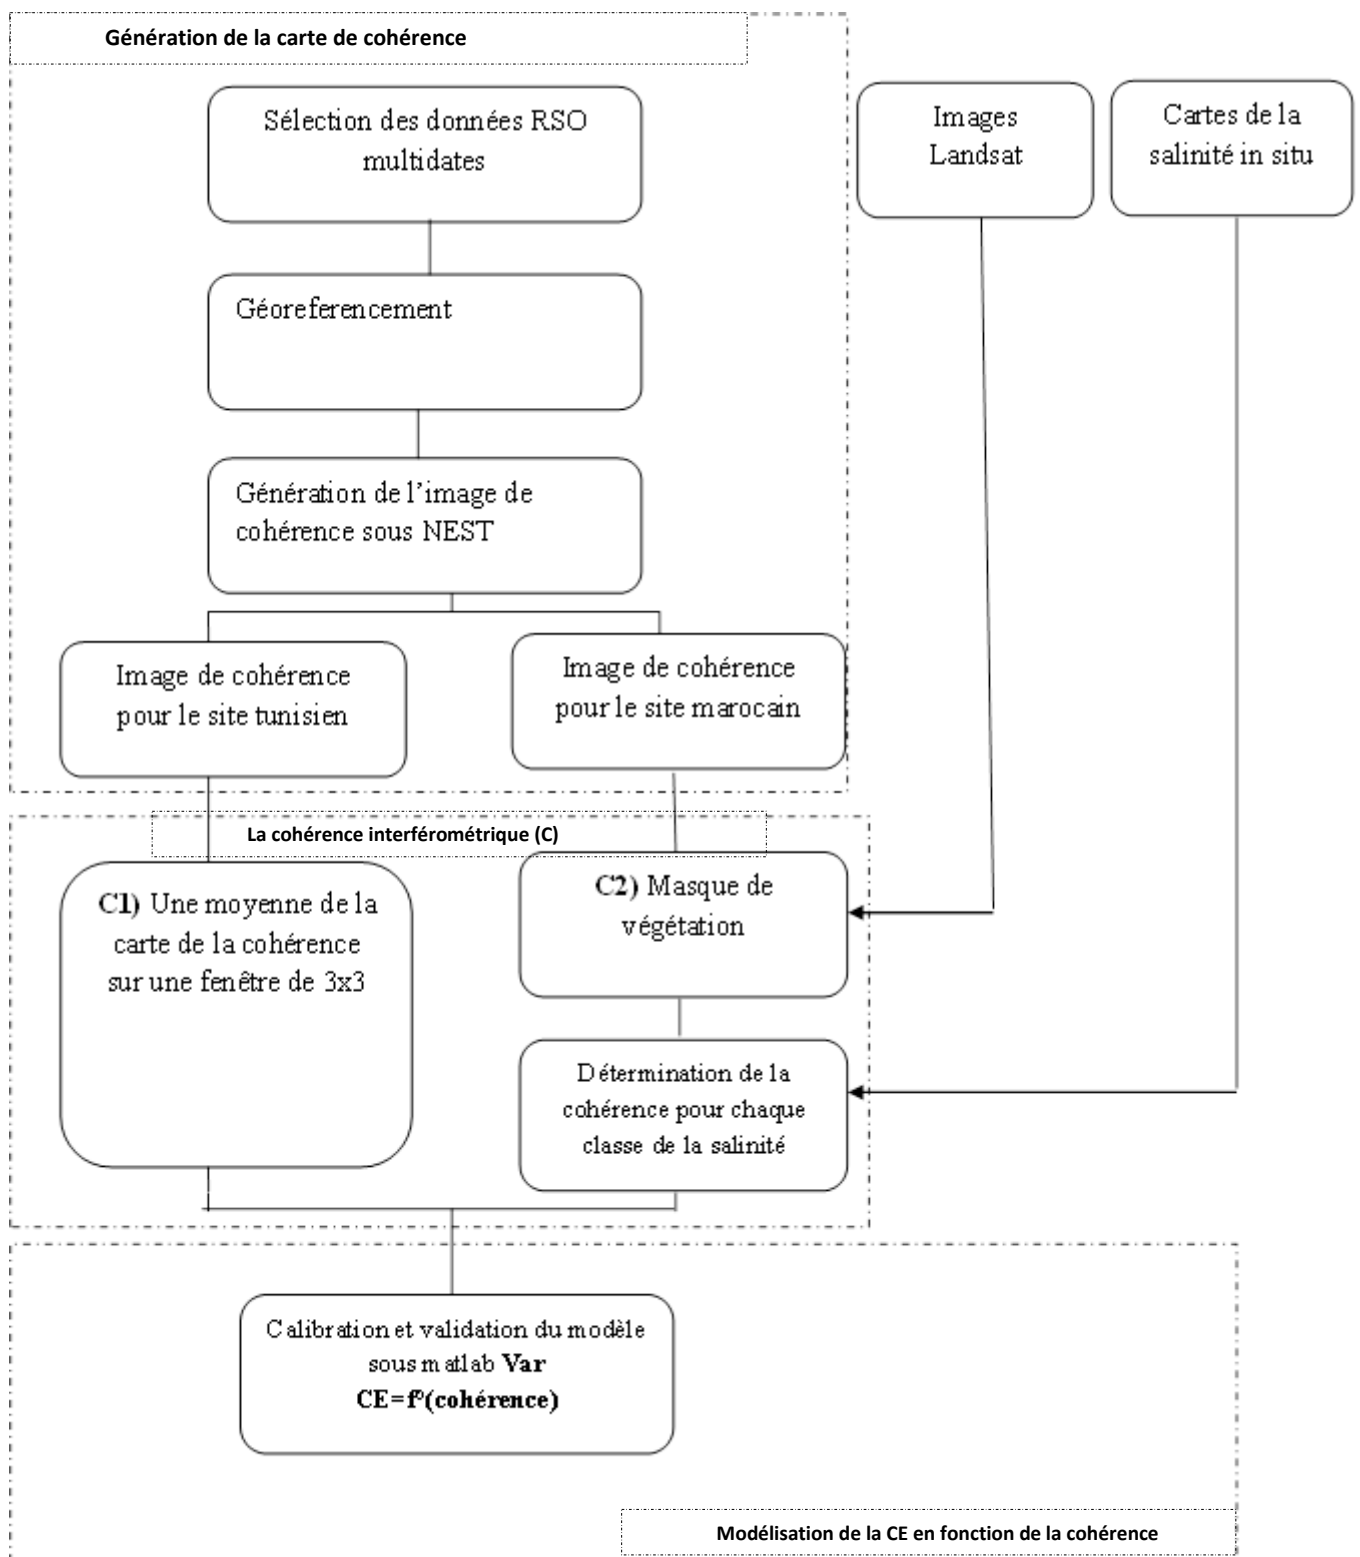 Génération de la carte de cohérence
Sélection des données RSO
multidates
Images
Landsat
Cartes de la
salinité in situ
Géoreferencement
Génération de l'image de
cohérence sous NEST
Image de cohérence
pour le site tunisien
Image de cohérence
pour le site marocain
La cohérence interférométrique (C)
C1) Une moyenne de la
carte de la cohérence
sur une fenêtre de 3x3
C2) Masque de
végétation
Détermination de la
cohérence pour chaque
classe de la salinité
Calibration et validation du modèle
sous matlab Var
CE=f°(cohérence)
Modélisation de la CE en fonction de la cohérence